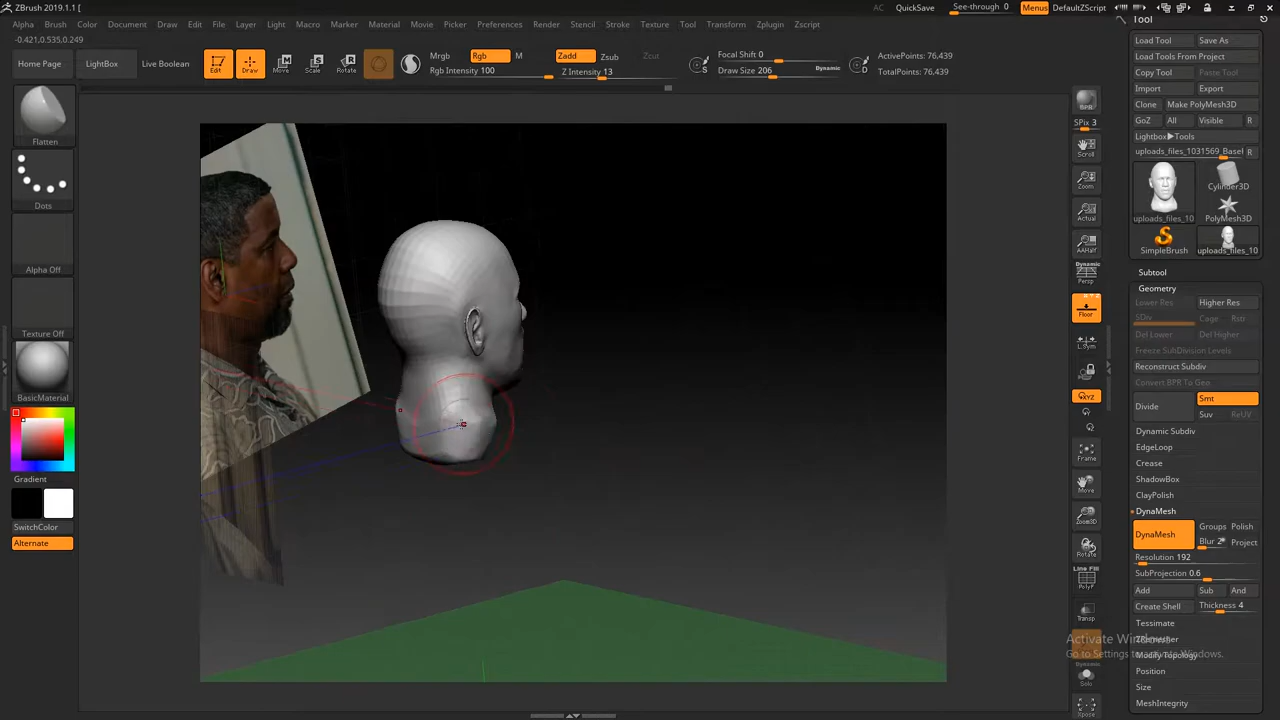 ZBrush 2019.1.1 [
AC QuickSave See-through 0 Menus DefaultZScript
Alpha Brush Color Document Draw Edit File Layer Light Macro Marker Material Movie Picker Preferences Render Stencil Stroke Texture Tool Transform Zplugin Zscript
-0.421,0.535,0.249
Home Page LightBox Live Boolean Edit Draw Move Scale Rotate
Mrgb Rgb M Zadd Zsub Zcut
Rgb Intensity 100 Z Intensity 13
Focal Shift 0
Draw Size 206 Dynamic
S
D
ActivePoints: 76,439
TotalPoints: 76,439
Flatten
Dots
Alpha Off
Texture Off
BasicMaterial
Gradient
SwitchColor
Alternate
BPR
SPix 3
Scroll
Zoom
Actual
AAHalf
Dynamic
Persp
Floor
L.Sym
XYZ
Frame
Move
Zoom3D
Rotate
Line Fill
PolyF
Transp
Dynamic
Solo
Xpose
Tool
Load Tool Save As
Load Tools From Project
Copy Tool Paste Tool
Import Export
Clone Make PolyMesh3D
GoZ All Visible R
Lightbox▶Tools
uploads_files_1031569_Basel R
uploads_files_10 Cylinder3D
PolyMesh3D
SimpleBrush uploads_files_10
Subtool
Geometry
Lower Res Higher Res
SDiv Cage Rstr
Del Lower Del Higher
Freeze SubDivision Levels
Reconstruct Subdiv
Convert BPR To Geo
Divide Smt
Suv ReUV
Dynamic Subdiv
EdgeLoop
Crease
ShadowBox
ClayPolish
DynaMesh
DynaMesh Groups Polish
Blur 2 Project
Resolution 192
SubProjection 0.6
Add Sub And
Create Shell Thickness 4
Tessimate
ZRemesher
Modify Topology
Position
Size
MeshIntegrity
Activate Windows
Go to Settings to activate Windows.